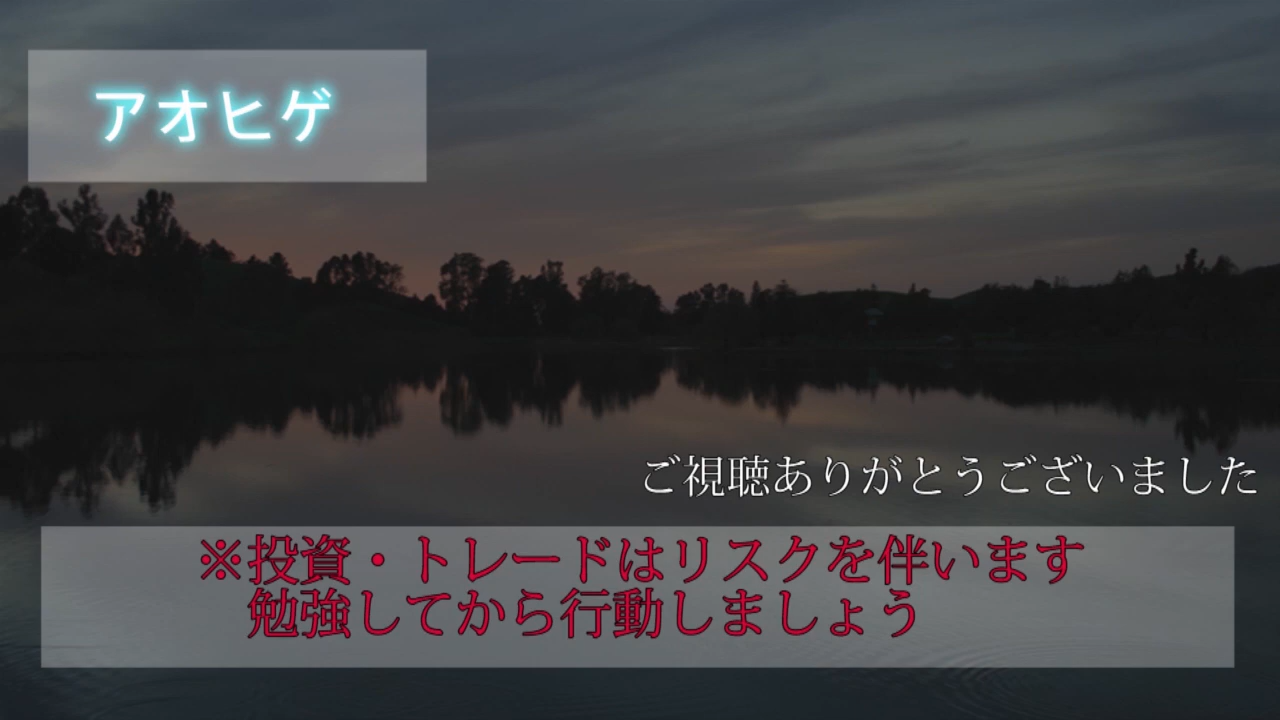 アオヒゲ
ご視聴ありがとうございました
※投資・トレードはリスクを伴います
勉強してから行動しましょう